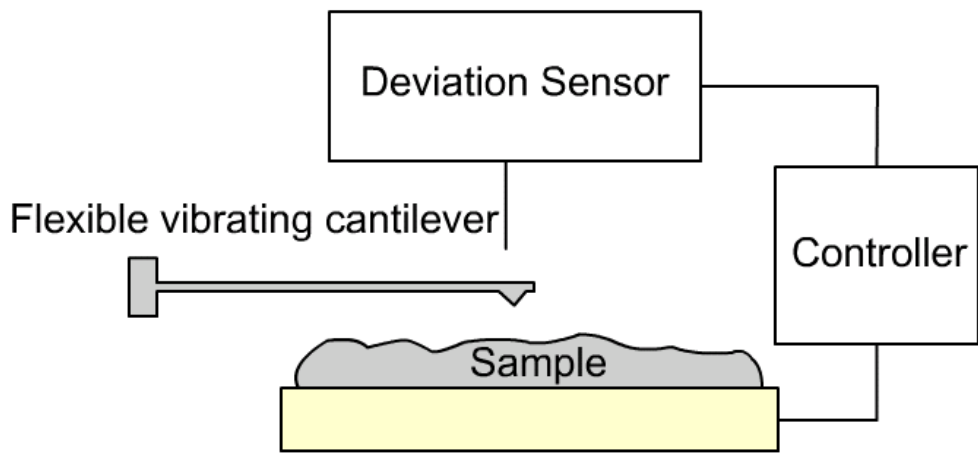 Deviation Sensor
Flexible vibrating cantilever
Controller
Sample